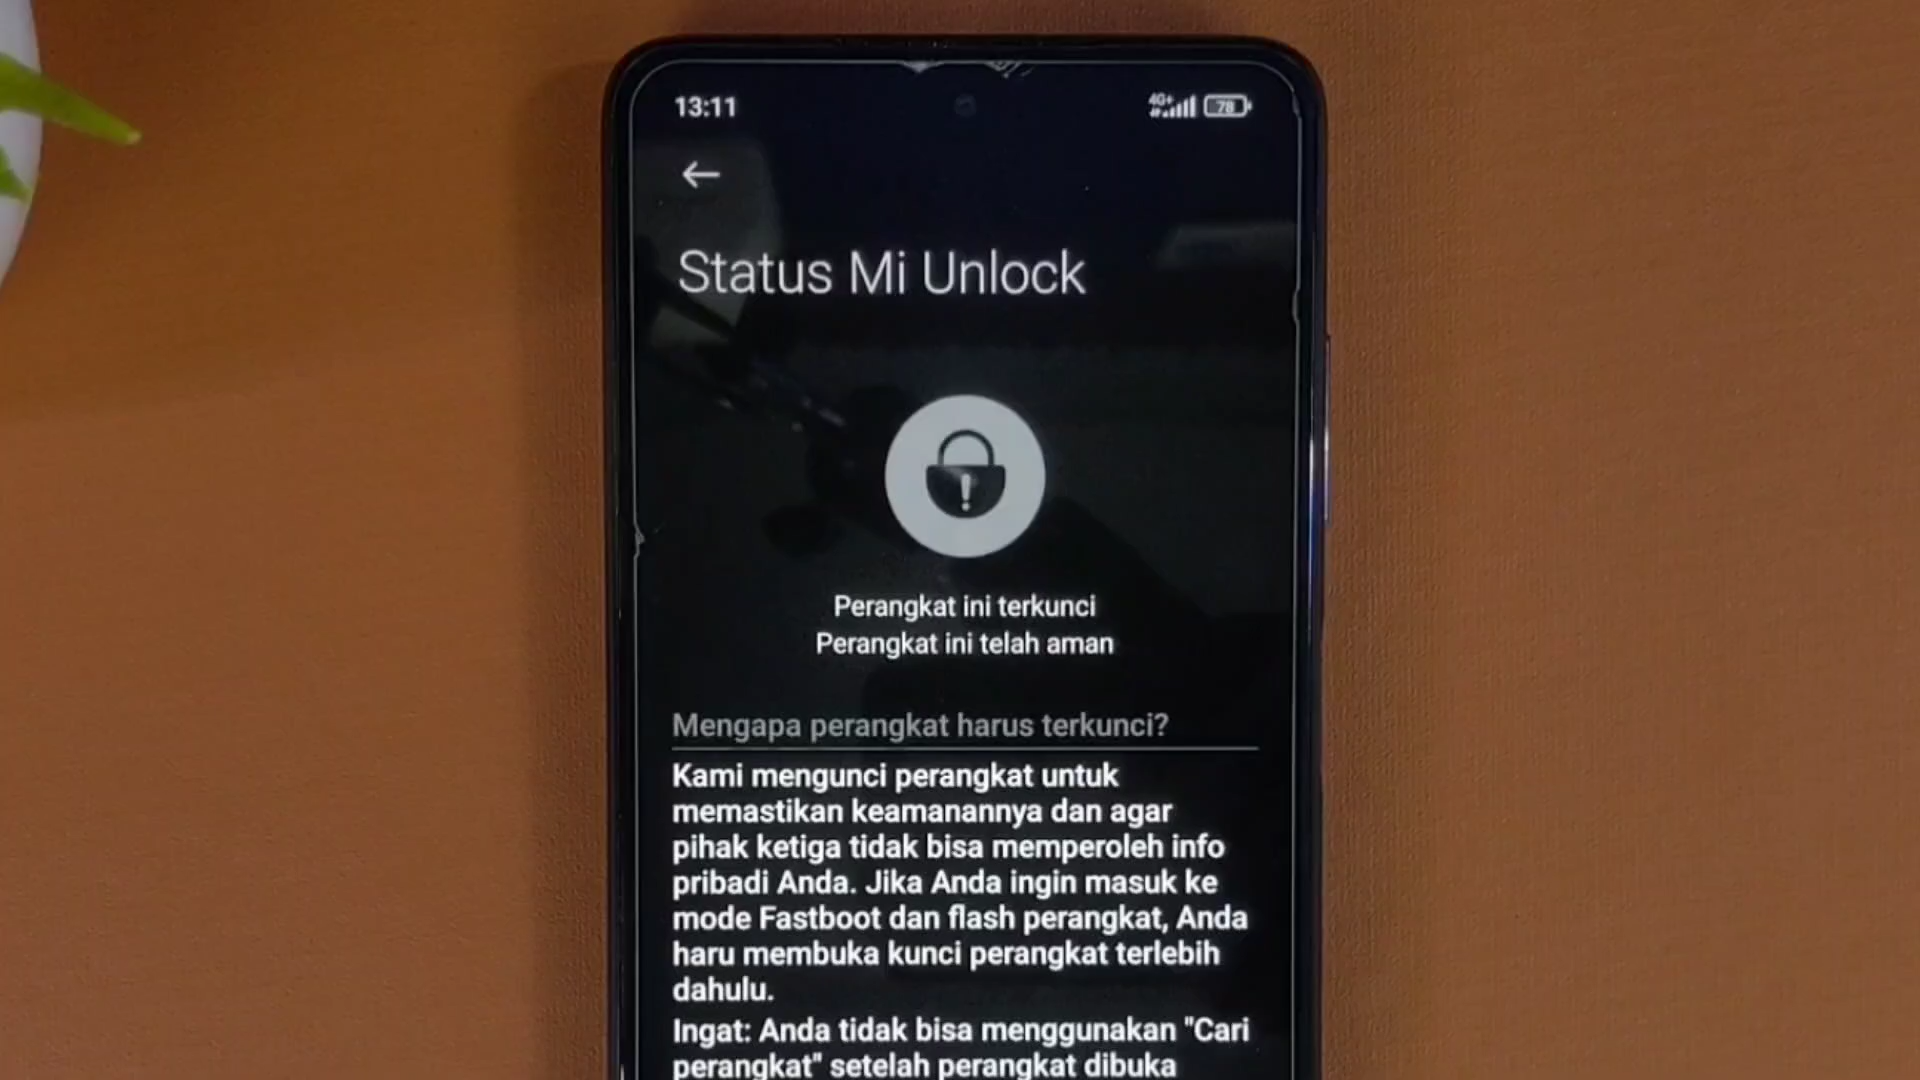 13:11
4G+
78
Status Mi Unlock
Perangkat ini terkunci
Perangkat ini telah aman
Mengapa perangkat harus terkunci?
Kami mengunci perangkat untuk
memastikan keamanannya dan agar
pihak ketiga tidak bisa memperoleh info
pribadi Anda. Jika Anda ingin masuk ke
mode Fastboot dan flash perangkat, Anda
haru membuka kunci perangkat terlebih
dahulu.
Ingat: Anda tidak bisa menggunakan "Cari
perangkat" setelah perangkat dibuka